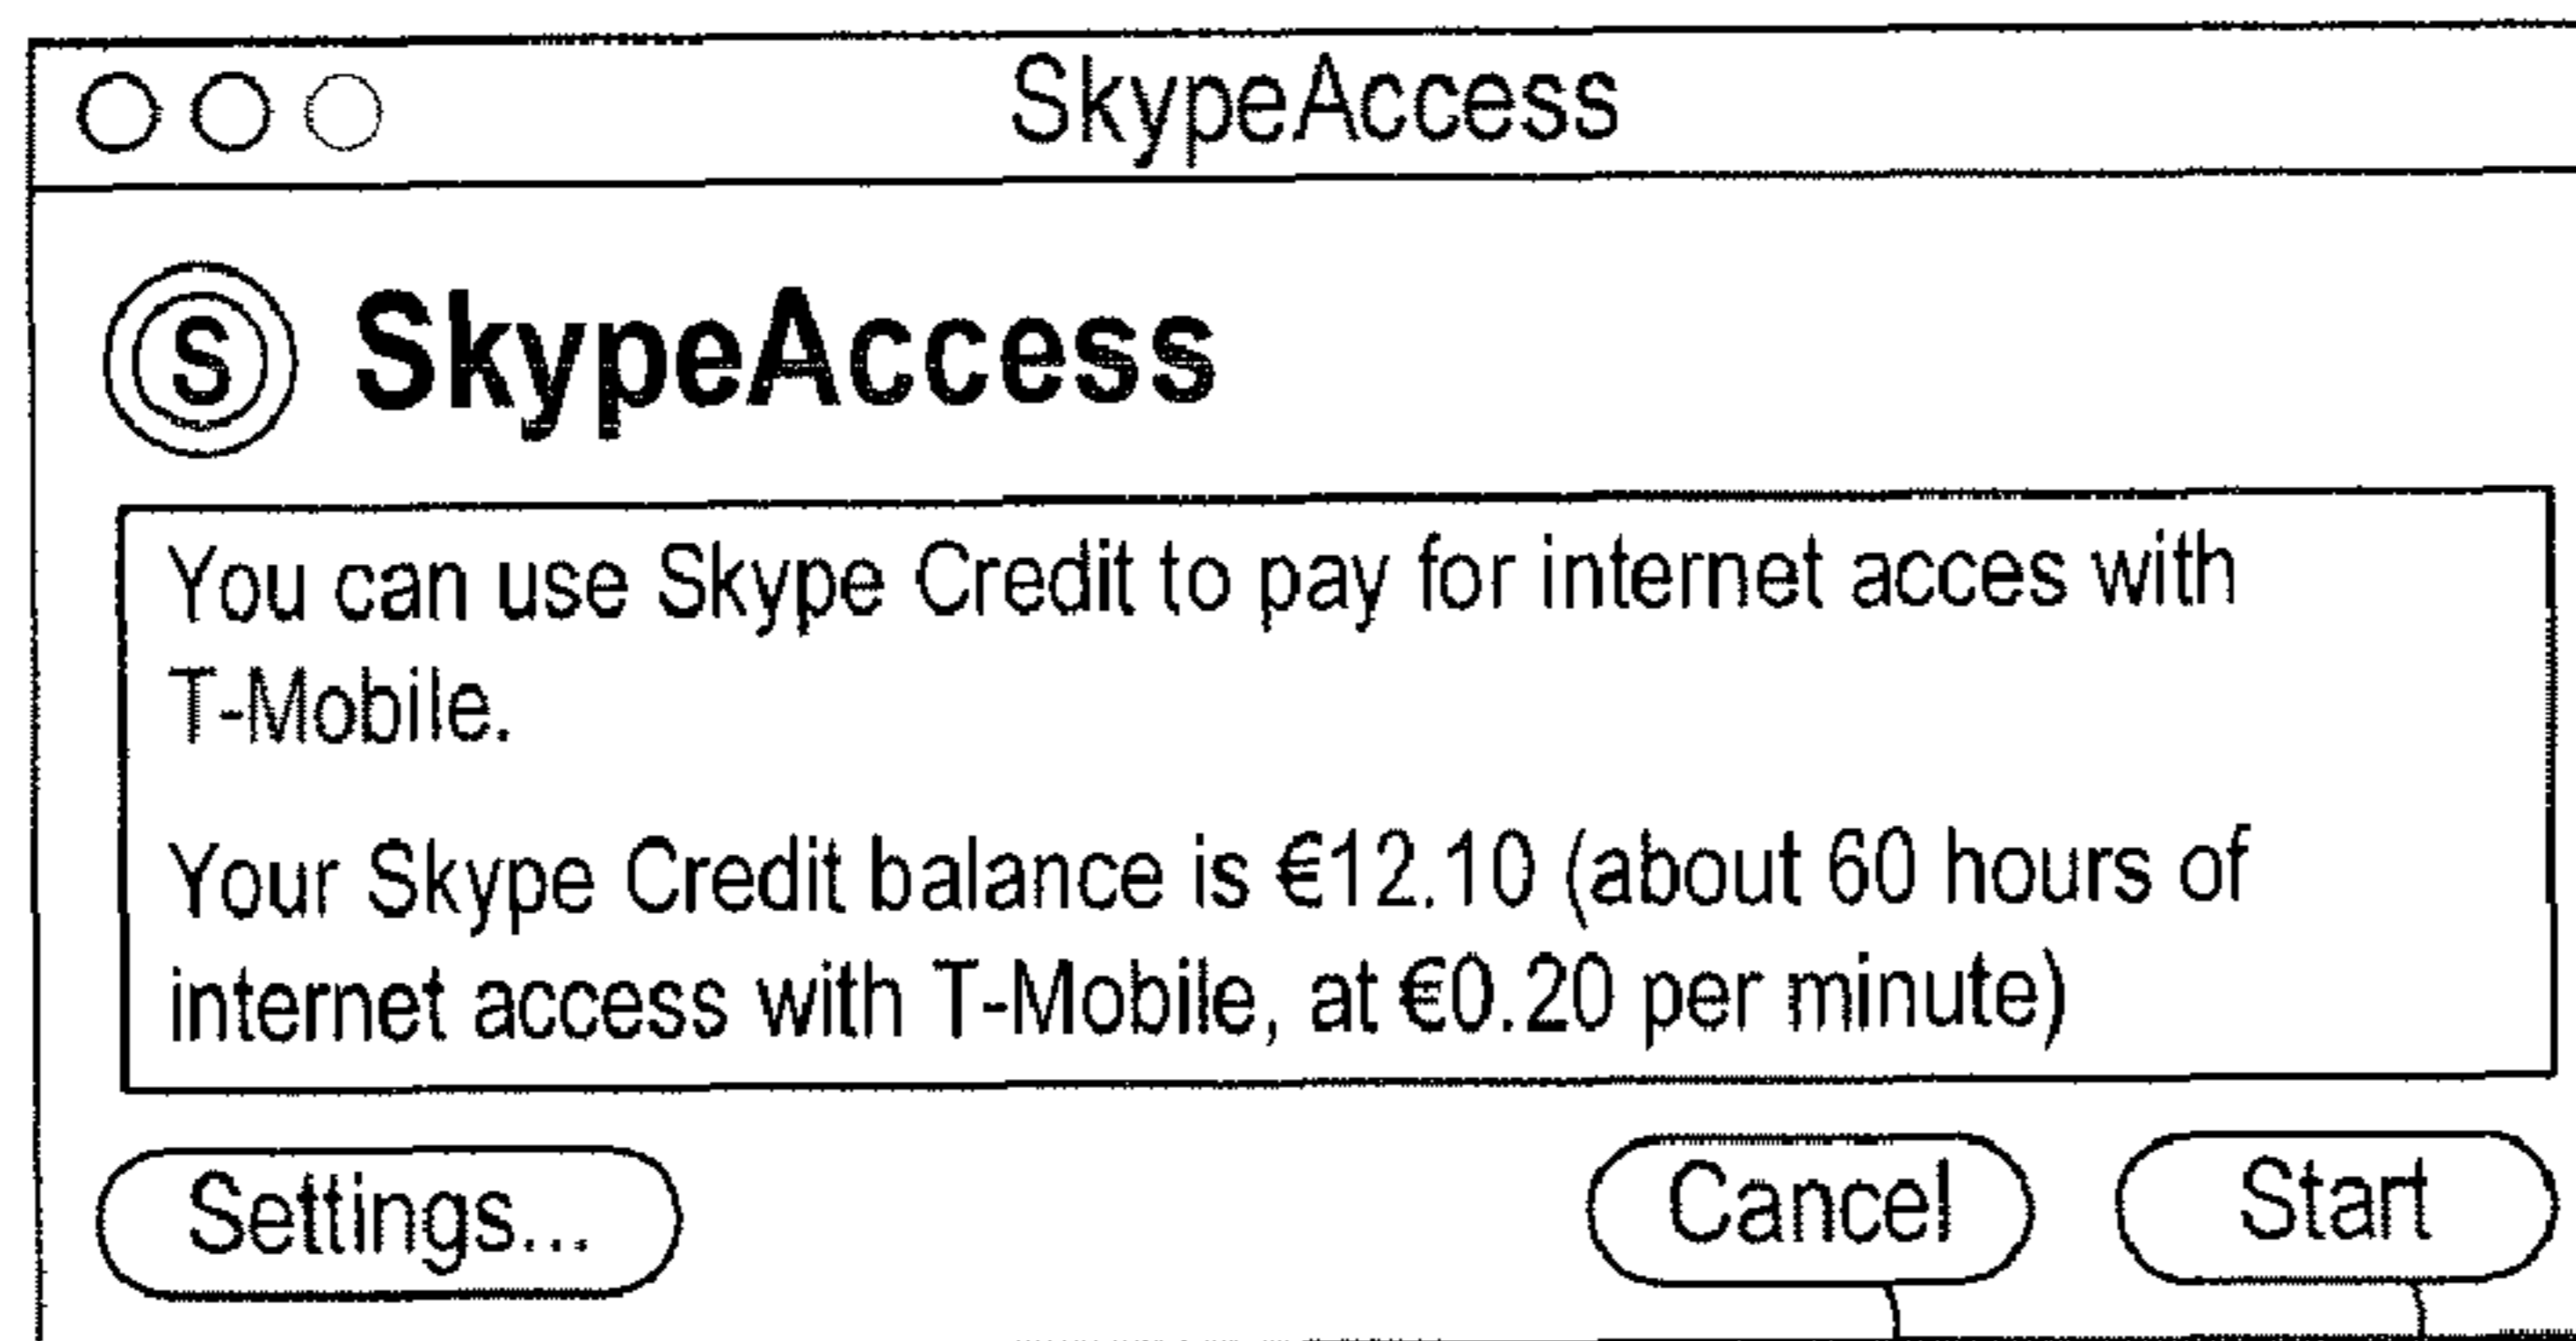 SkypeAccess
S SkypeAccess
You can use Skype Credit to pay for internet acces with
T-Mobile.
Your Skype Credit balance is €12.10 (about 60 hours of
internet access with T-Mobile, at €0.20 per minute)
Settings... Cancel Start